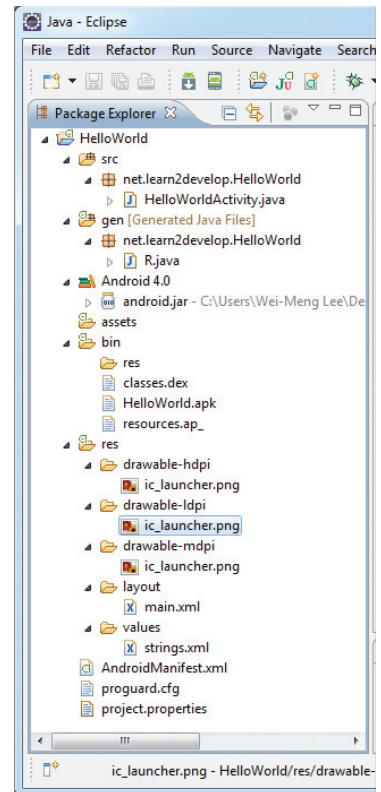 Java - Eclipse
File Edit Refactor Run Source Navigate Search
Package Explorer
HelloWorld
src
net.learn2develop.HelloWorld
HelloWorldActivity.java
gen [Generated Java Files]
net.learn2develop.HelloWorld
R.java
Android 4.0
android.jar - C:\Users\Wei-Meng Lee\De
assets
bin
res
classes.dex
HelloWorld.apk
resources.ap_
res
drawable-hdpi
ic_launcher.png
drawable-ldpi
ic_launcher.png
drawable-mdpi
ic_launcher.png
layout
main.xml
values
strings.xml
AndroidManifest.xml
proguard.cfg
project.properties
ic_launcher.png - HelloWorld/res/drawable-